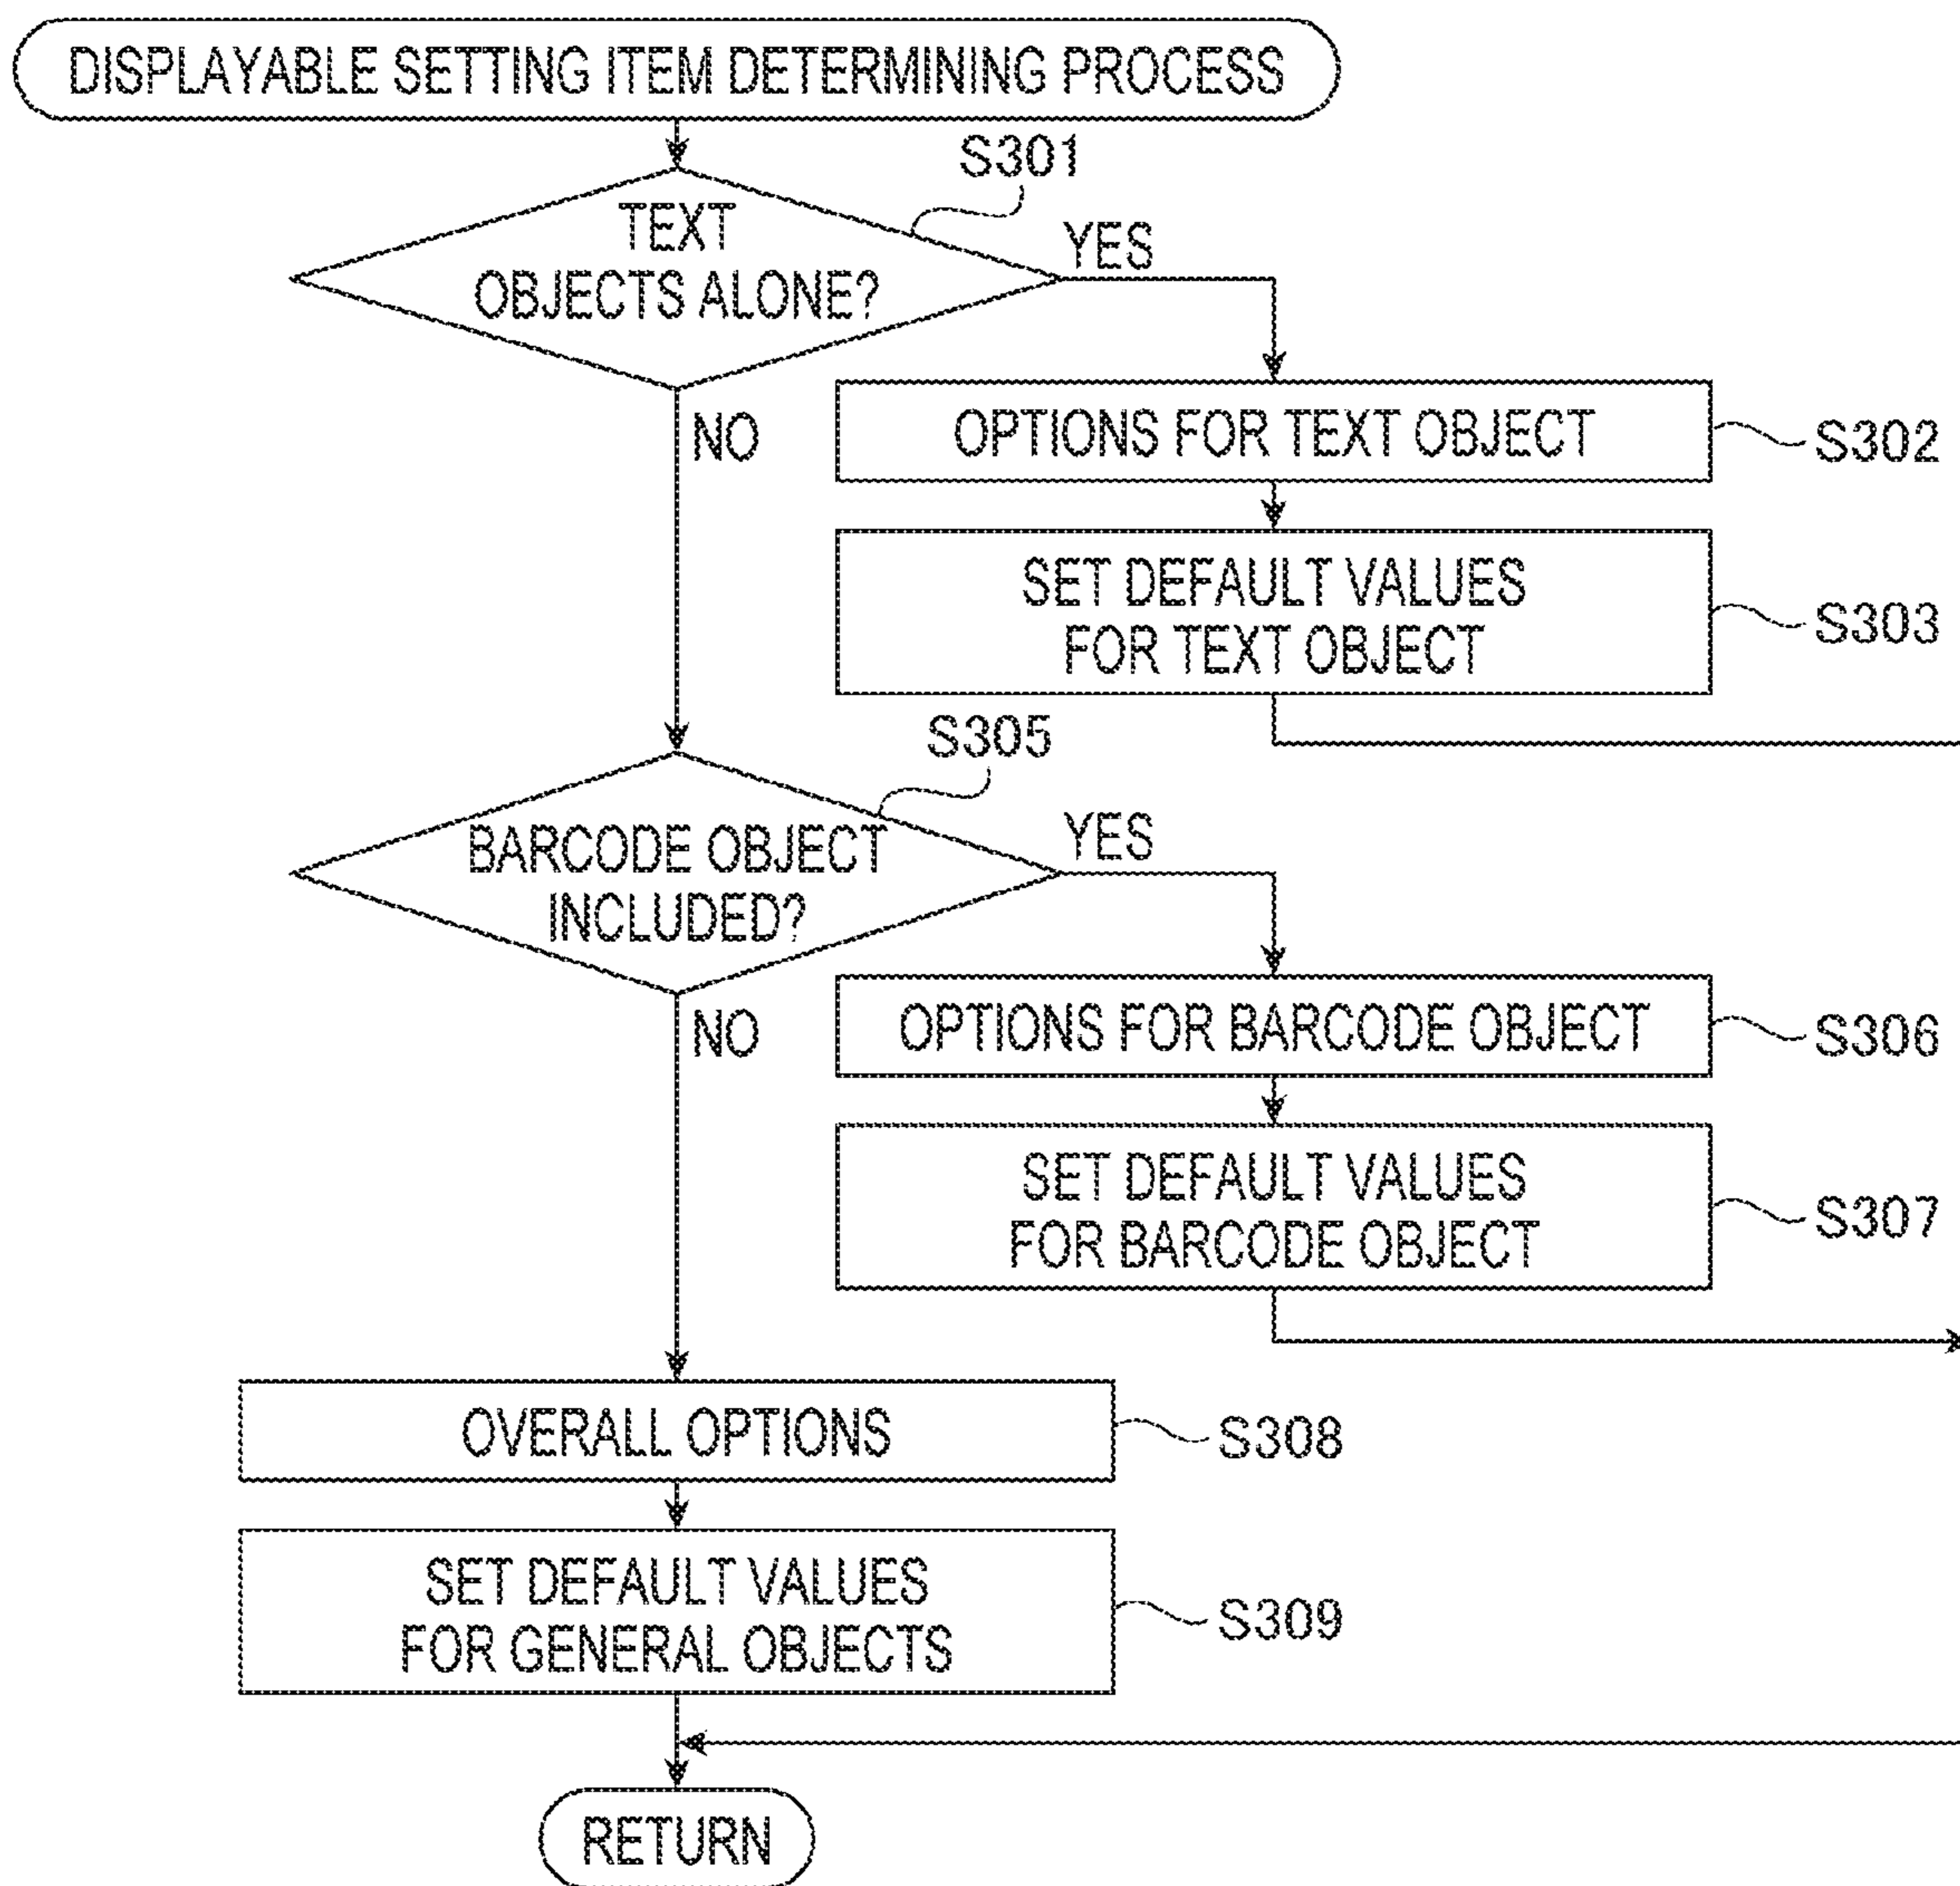 DISPLAYABLE SETTING ITEM DETERMINING PROCESS
S301
TEXT
OBJECTS ALONE?
YES
NO
OPTIONS FOR TEXT OBJECT
S302
SET DEFAULT VALUES
FOR TEXT OBJECT
S303
S305
BARCODE OBJECT
INCLUDED?
YES
NO
OPTIONS FOR BARCODE OBJECT
S306
SET DEFAULT VALUES
FOR BARCODE OBJECT
S307
OVERALL OPTIONS
S308
SET DEFAULT VALUES
FOR GENERAL OBJECTS
S309
RETURN